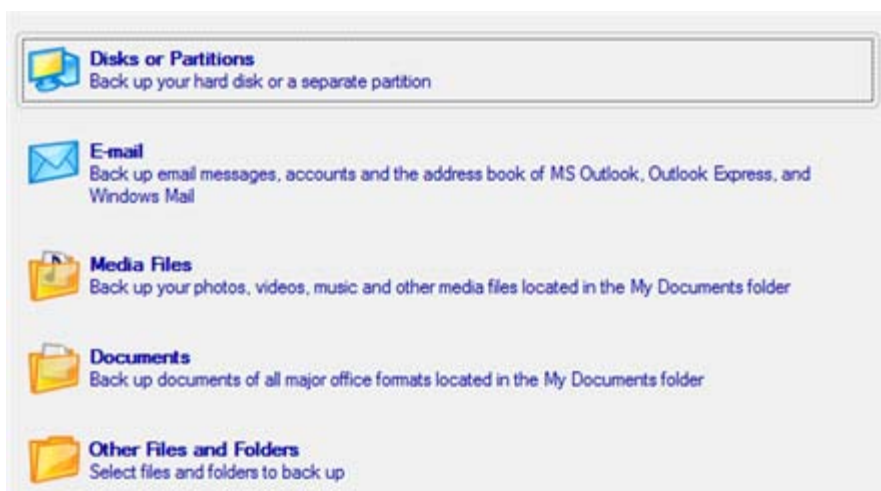 Disks or Partitions
Back up your hard disk or a separate partition
E-mail
Back up email messages, accounts and the address book of MS Outlook, Outlook Express, and
Windows Mail
Media Files
Back up your photos, videos, music and other media files located in the My Documents folder
Documents
Back up documents of all major office formats located in the My Documents folder
Other Files and Folders
Select files and folders to back up